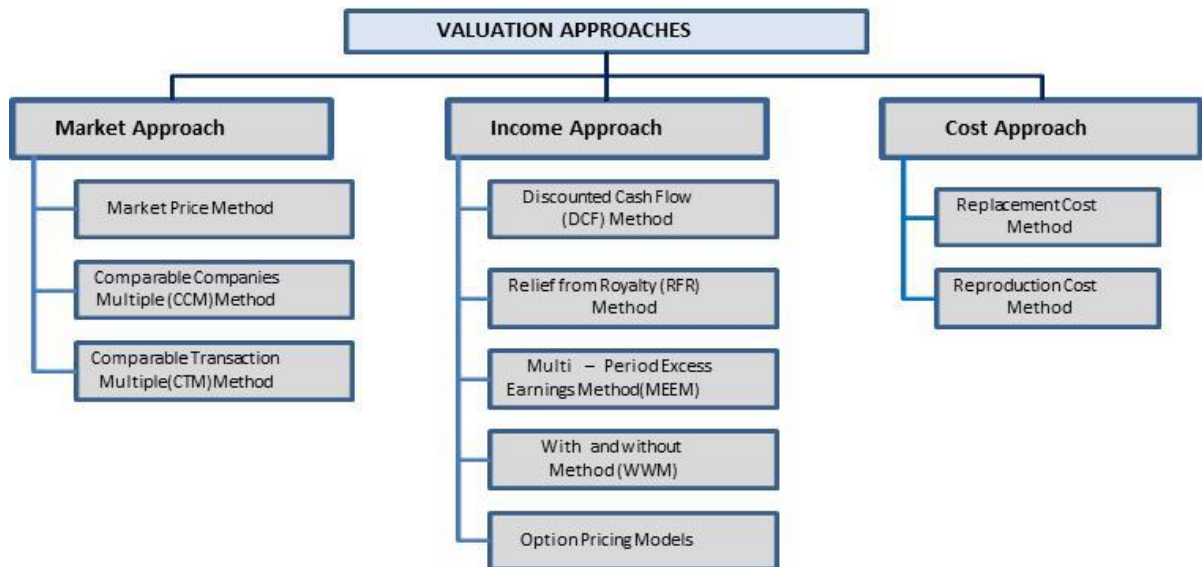 VALUATION APPROACHES
Market Approach
Market Price Method
Comparable Companies
Multiple (CCM) Method
Comparable Transaction
Multiple(CTM) Method
Income Approach
Discounted Cash Flow
(DCF) Method
Relief from Royalty (RFR)
Method
Multi – Period Excess
Earnings Method(MEEM)
With and without
Method (WWM)
Option Pricing Models
Cost Approach
Replacement Cost
Method
Reproduction Cost
Method